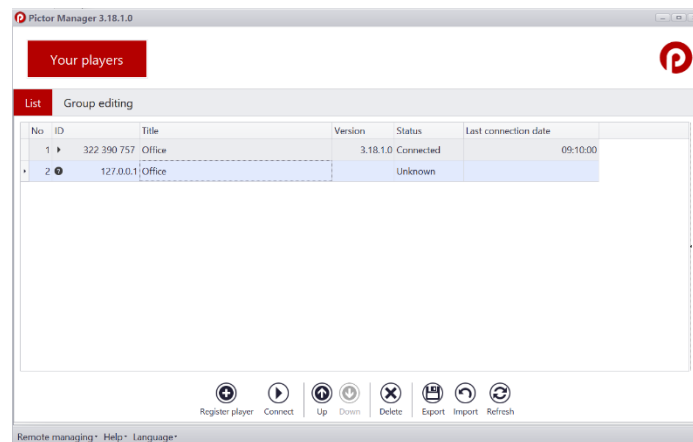 Pictor Manager 3.18.1.0
Your players
List Group editing
No ID Title Version Status Last connection date
1 322 390 757 Office 3.18.1.0 Connected 09:10:00
2 127.0.0.1 Office Unknown
Register player Connect Up Down Delete Export Import Refresh
Remote managing Help Language